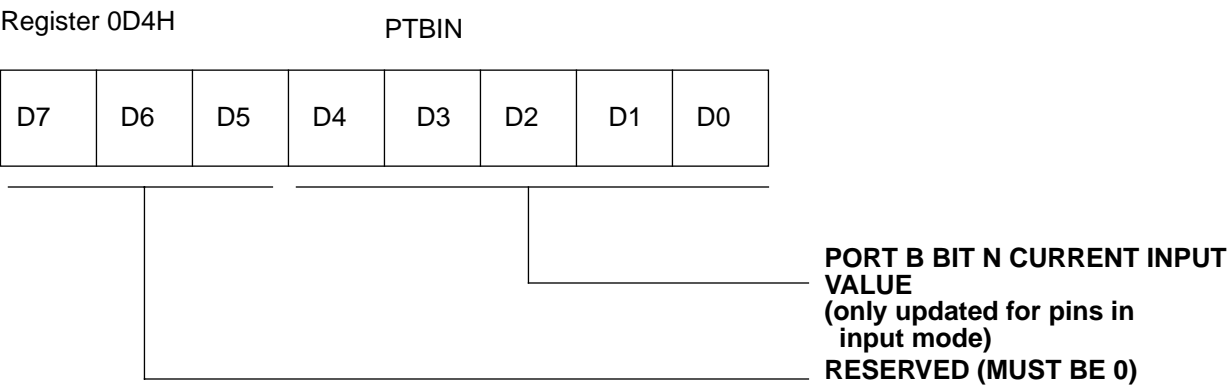 Register 0D4H
PTBIN
D7 D6 D5 D4 D3 D2 D1 D0
PORT B BIT N CURRENT INPUT
VALUE
(only updated for pins in
input mode)
RESERVED (MUST BE 0)